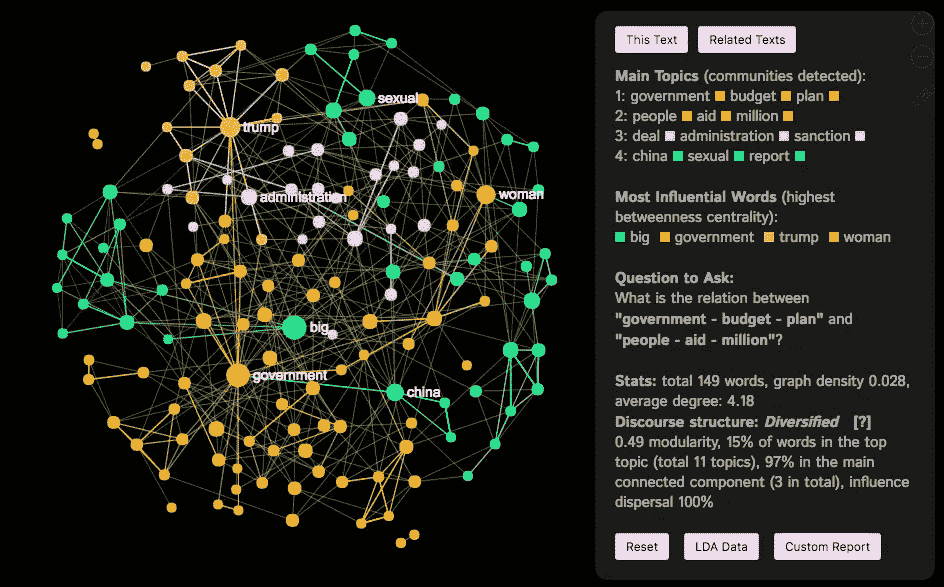 This Text
Related Texts
Main Topics (communities detected):
1: government budget plan
2: people aid million
3: deal administration sanction
4: china sexual report
Most Influential Words (highest
betweenness centrality):
big government trump woman
Question to Ask:
What is the relation between
"government - budget - plan" and
"people - aid - million"?
Stats: total 149 words, graph density 0.028,
average degree: 4.18
Discourse structure: Diversified [?]
0.49 modularity, 15% of words in the top
topic (total 11 topics), 97% in the main
connected component (3 in total), influence
dispersal 100%
Reset
LDA Data
Custom Report
sexual
trump
woman
administration
big
government
china